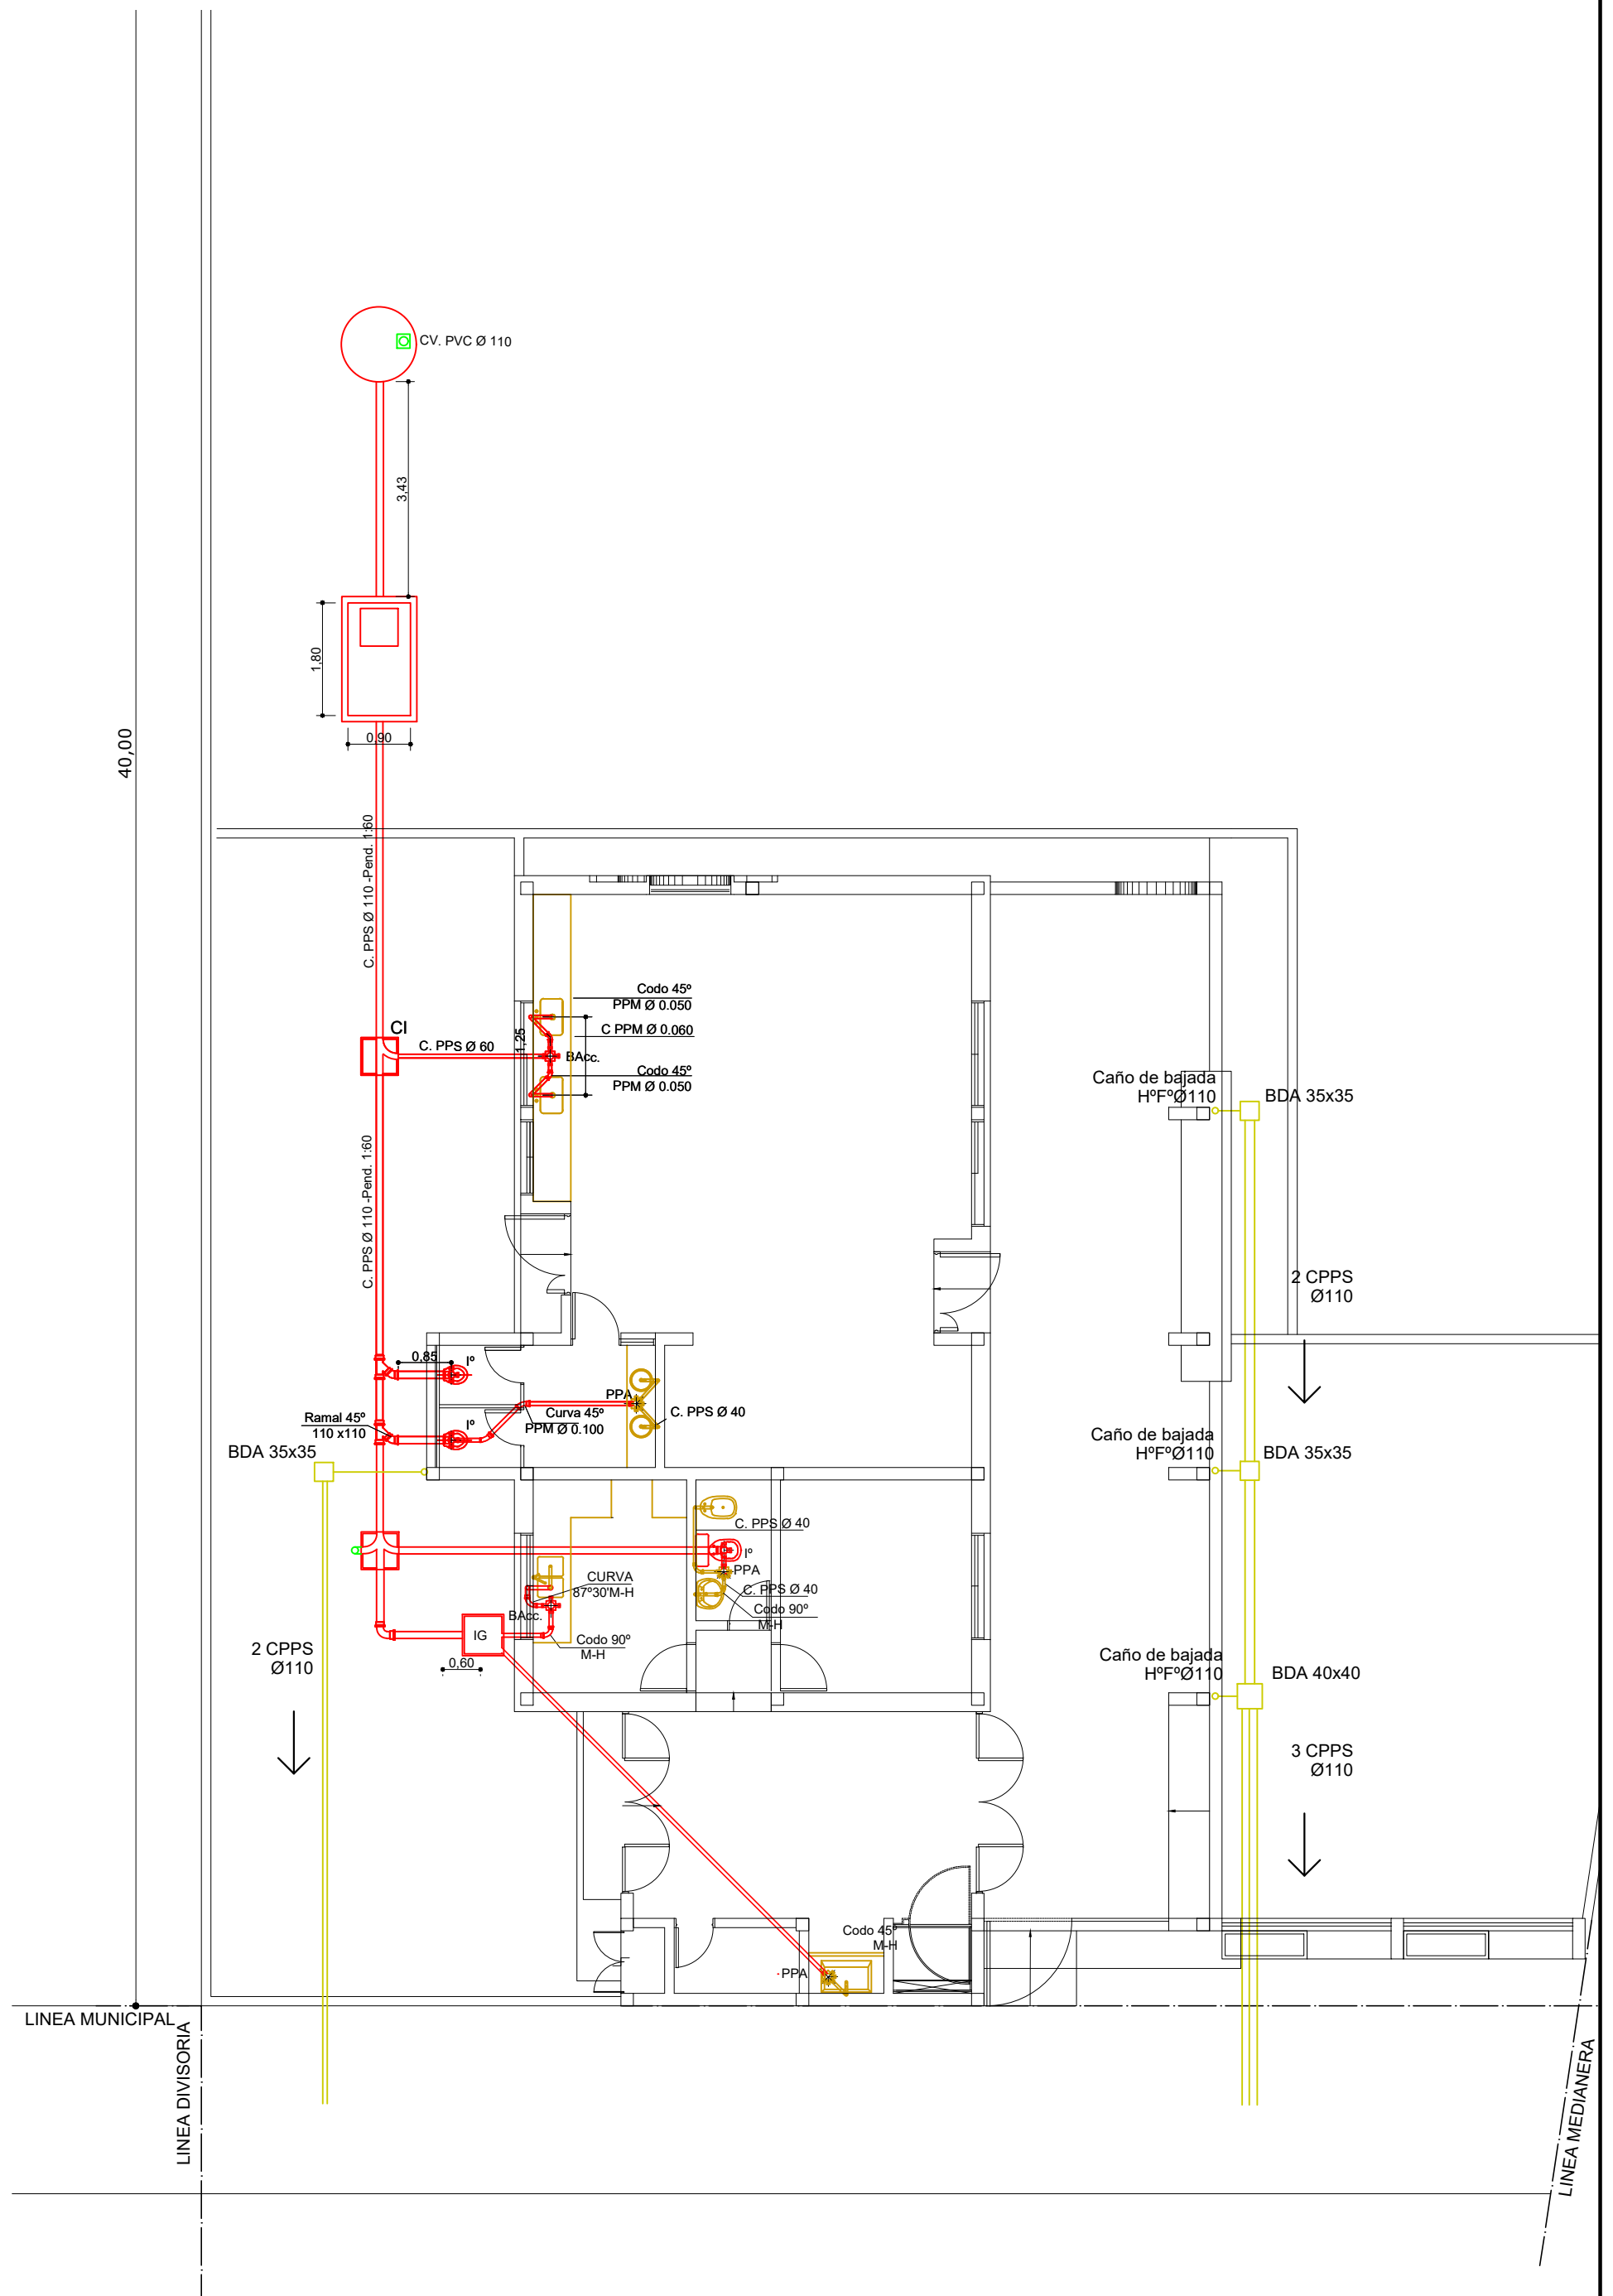 CV. PVC Ø 110
3,43
1,80
0,90
40,00
C. PPS Ø 110 -Pend. 1:60
Codo 45º
PPM Ø 0.050
CI
C. PPS Ø 60
1,25
C PPM Ø 0.060
BAcc.
Codo 45º
PPM Ø 0.050
Caño de bajada
HºFºØ110
BDA 35x35
C. PPS Ø 110 -Pend. 1:60
2 CPPS
Ø110
0,85
Iº
PPA
Ramal 45º
110 x110
Iº
Curva 45º
PPM Ø 0.100
C. PPS Ø 40
BDA 35x35
Caño de bajada
HºFºØ110
BDA 35x35
C. PPS Ø 40
Iº
PPA
CURVA
87º30'M-H
C. PPS Ø 40
BAcc.
Codo 90º
M-H
IG
Codo 90º
M-H
0,60
2 CPPS
Ø110
Caño de bajada
HºFºØ110
BDA 40x40
3 CPPS
Ø110
Codo 45º
M-H
PPA
LINEA MUNICIPAL
LINEA DIVISORIA
LINEA MEDIANERA